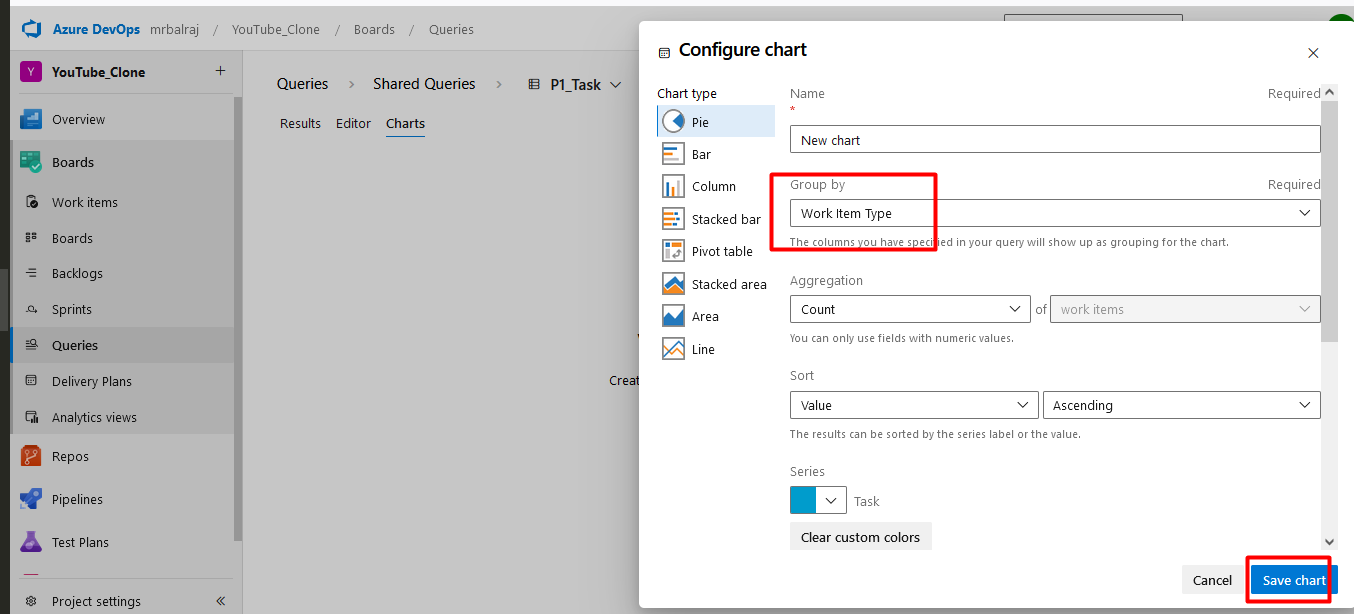 Azure DevOps mrbalraj / YouTube_Clone / Boards / Queries
Y YouTube_Clone +
Overview
Boards
Work items
Boards
Backlogs
Sprints
Queries
Delivery Plans
Analytics views
Repos
Pipelines
Test Plans
Project settings
Queries > Shared Queries > P1_Task
Results Editor Charts
Creat
Configure chart
Chart type
Pie
Bar
Column
Stacked bar
Pivot table
Stacked area
Area
Line
Name Required
*
New chart
Group by Required
Work Item Type
The columns you have specified in your query will show up as grouping for the chart.
Aggregation
Count of work items
You can only use fields with numeric values.
Sort
Value Ascending
The results can be sorted by the series label or the value.
Series
Task
Clear custom colors
Cancel Save chart